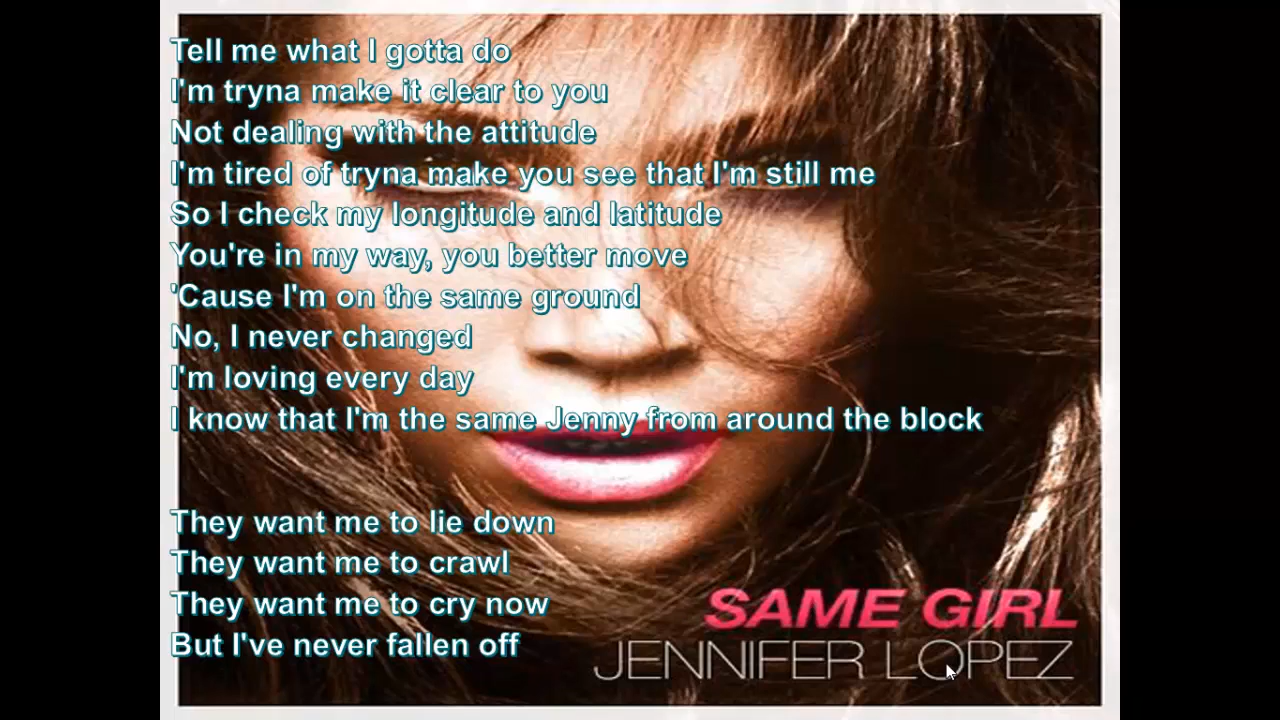 Tell me what I gotta do
I'm tryna make it clear to you
Not dealing with the attitude
I'm tired of tryna make you see that I'm still me
So I check my longitude and latitude
You're in my way, you better move
'Cause I'm on the same ground
No, I never changed
I'm loving every day
I know that I'm the same Jenny from around the block
They want me to lie down
They want me to crawl
They want me to cry now
But I've never fallen off
SAME GIRL
JENNIFER LOPEZ